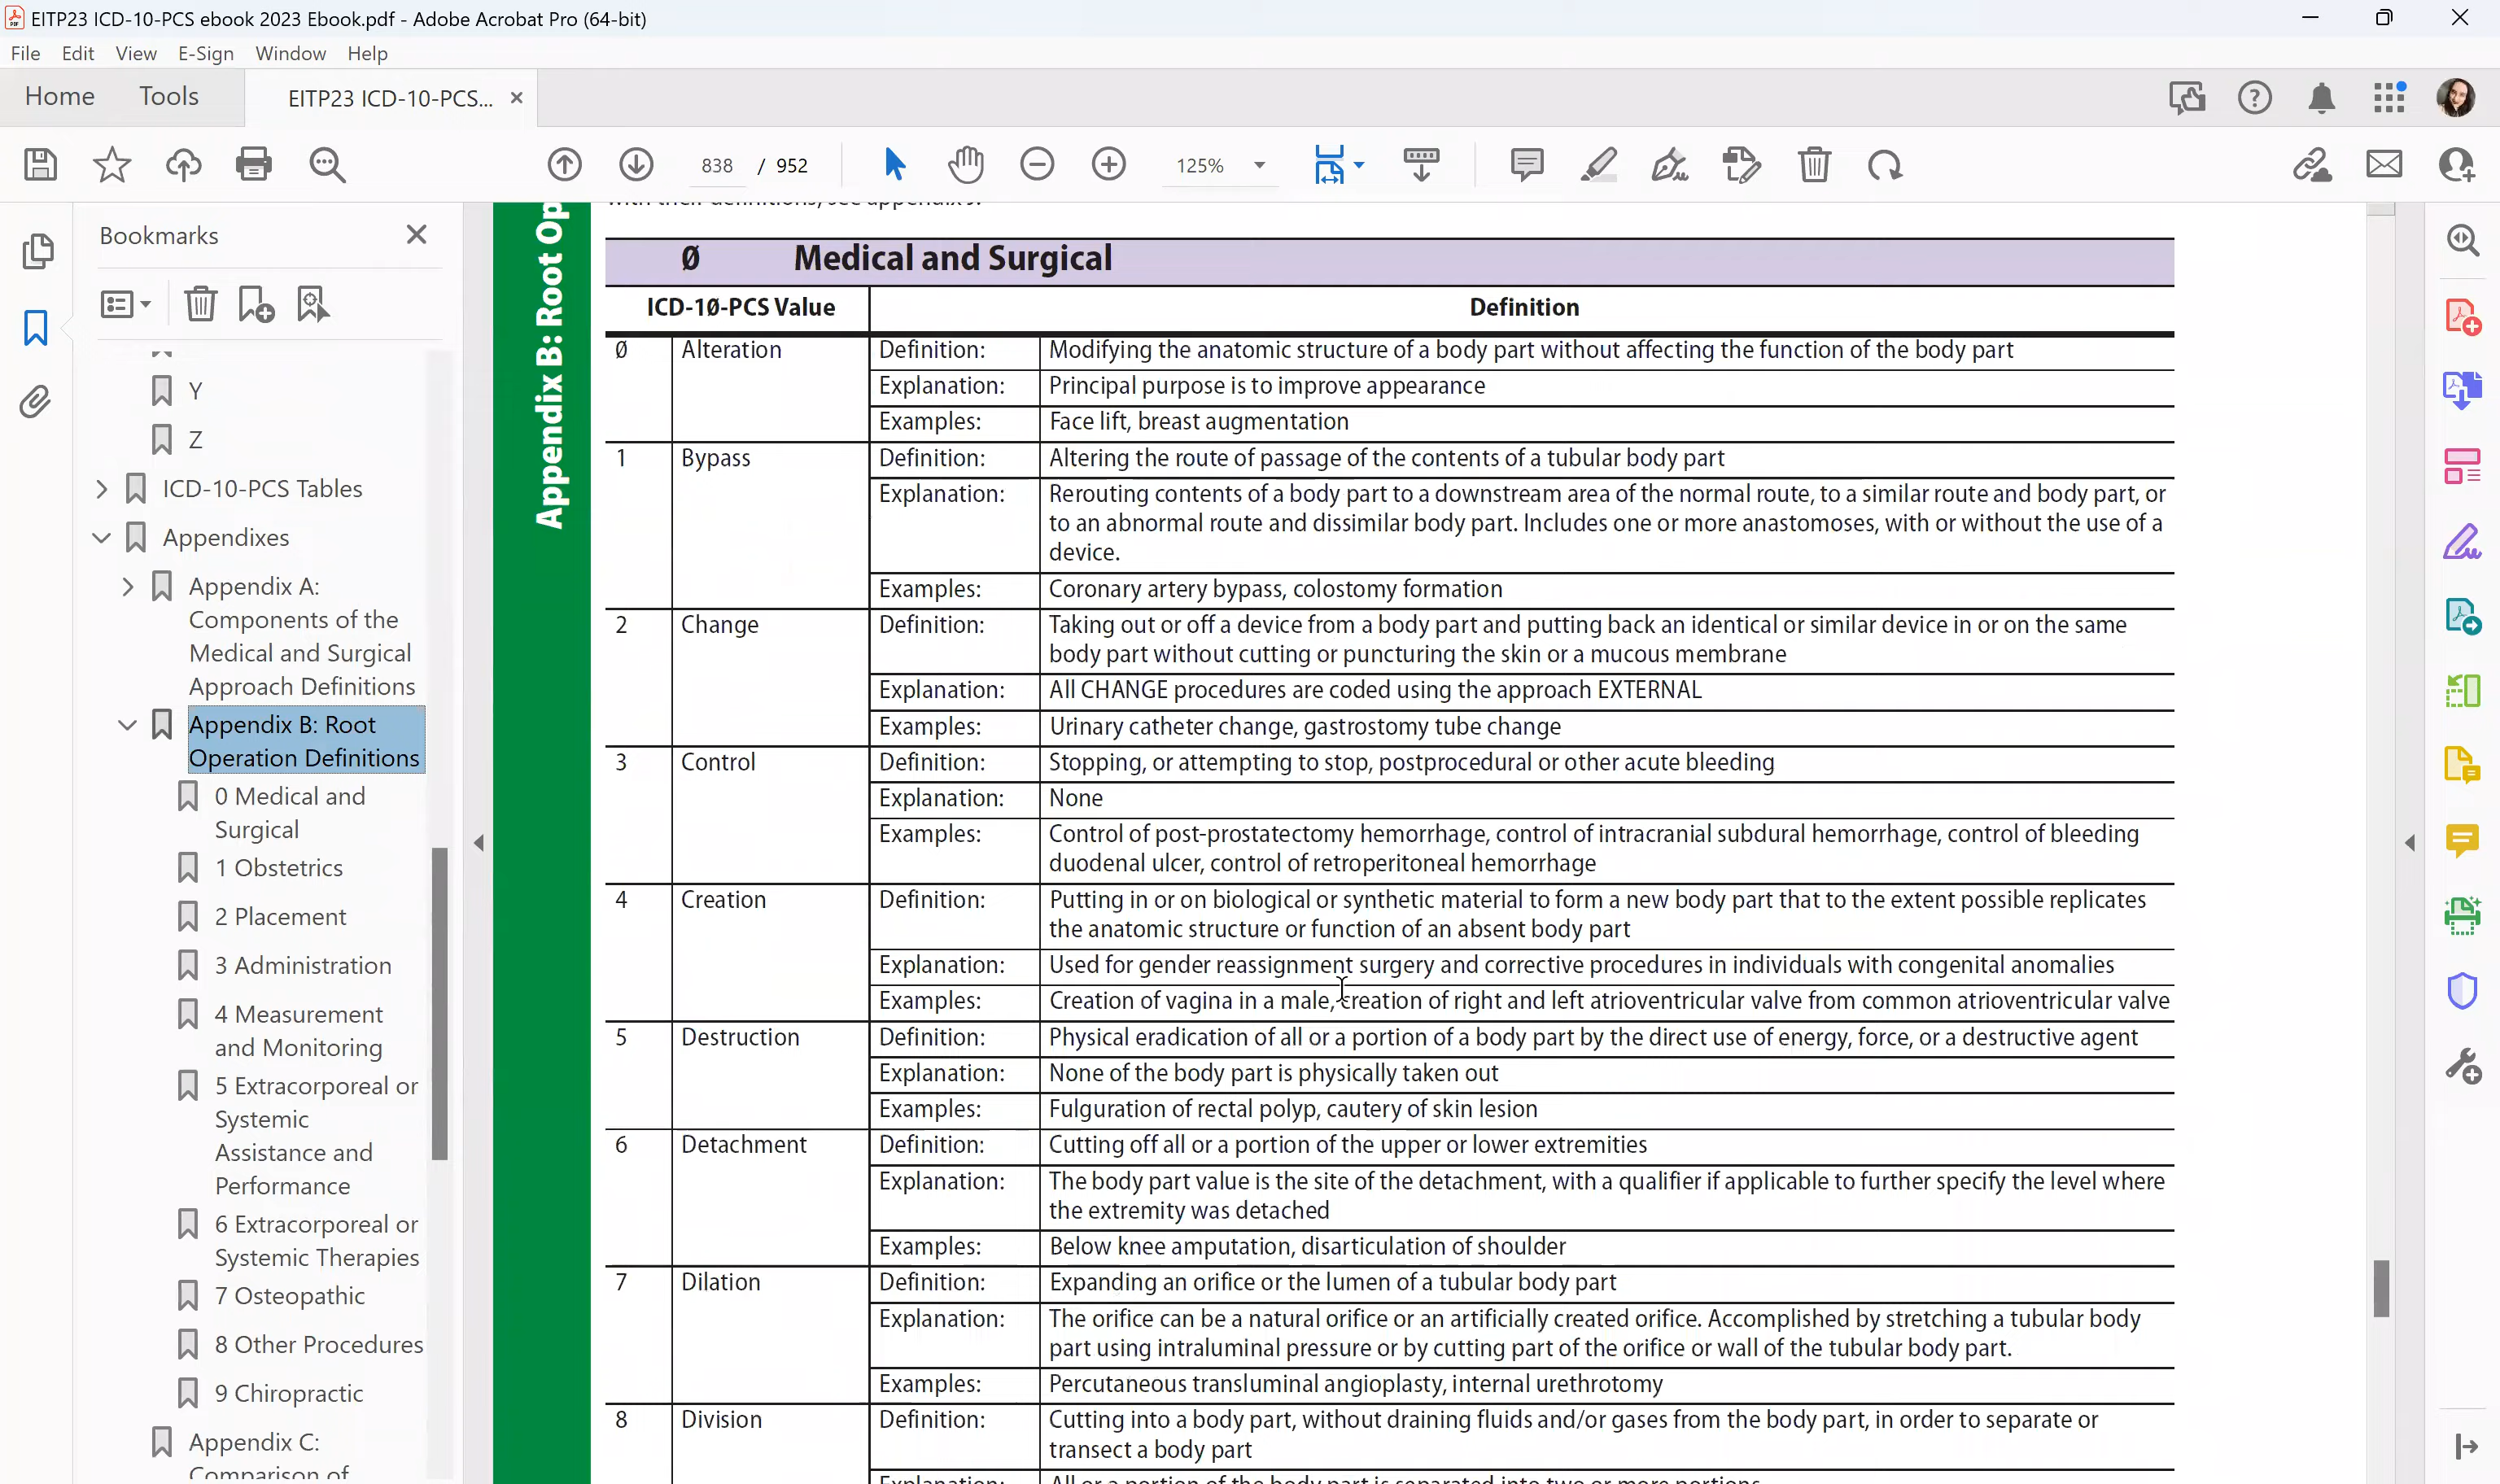 EITP23 ICD-10-PCS ebook 2023 Ebook.pdf - Adobe Acrobat Pro (64-bit)
File Edit View E-Sign Window Help
Home Tools EITP23 ICD-10-PCS...
838 / 952 125%
Bookmarks
Y
Z
ICD-10-PCS Tables
Appendixes
Appendix A:
Components of the
Medical and Surgical
Approach Definitions
Appendix B: Root
Operation Definitions
0 Medical and
Surgical
1 Obstetrics
2 Placement
3 Administration
4 Measurement
and Monitoring
5 Extracorporeal or
Systemic
Assistance and
Performance
6 Extracorporeal or
Systemic Therapies
7 Osteopathic
8 Other Procedures
9 Chiropractic
Appendix C:
Comparison of
Appendix B: Root Op
with their definitions, see appendix J.
Ø Medical and Surgical
ICD-1Ø-PCS Value Definition
Ø Alteration Definition: Modifying the anatomic structure of a body part without affecting the function of the body part
Explanation: Principal purpose is to improve appearance
Examples: Face lift, breast augmentation
1 Bypass Definition: Altering the route of passage of the contents of a tubular body part
Explanation: Rerouting contents of a body part to a downstream area of the normal route, to a similar route and body part, or
to an abnormal route and dissimilar body part. Includes one or more anastomoses, with or without the use of a
device.
Examples: Coronary artery bypass, colostomy formation
2 Change Definition: Taking out or off a device from a body part and putting back an identical or similar device in or on the same
body part without cutting or puncturing the skin or a mucous membrane
Explanation: All CHANGE procedures are coded using the approach EXTERNAL
Examples: Urinary catheter change, gastrostomy tube change
3 Control Definition: Stopping, or attempting to stop, postprocedural or other acute bleeding
Explanation: None
Examples: Control of post-prostatectomy hemorrhage, control of intracranial subdural hemorrhage, control of bleeding
duodenal ulcer, control of retroperitoneal hemorrhage
4 Creation Definition: Putting in or on biological or synthetic material to form a new body part that to the extent possible replicates
the anatomic structure or function of an absent body part
Explanation: Used for gender reassignment surgery and corrective procedures in individuals with congenital anomalies
Examples: Creation of vagina in a male, creation of right and left atrioventricular valve from common atrioventricular valve
5 Destruction Definition: Physical eradication of all or a portion of a body part by the direct use of energy, force, or a destructive agent
Explanation: None of the body part is physically taken out
Examples: Fulguration of rectal polyp, cautery of skin lesion
6 Detachment Definition: Cutting off all or a portion of the upper or lower extremities
Explanation: The body part value is the site of the detachment, with a qualifier if applicable to further specify the level where
the extremity was detached
Examples: Below knee amputation, disarticulation of shoulder
7 Dilation Definition: Expanding an orifice or the lumen of a tubular body part
Explanation: The orifice can be a natural orifice or an artificially created orifice. Accomplished by stretching a tubular body
part using intraluminal pressure or by cutting part of the orifice or wall of the tubular body part.
Examples: Percutaneous transluminal angioplasty, internal urethrotomy
8 Division Definition: Cutting into a body part, without draining fluids and/or gases from the body part, in order to separate or
transect a body part
Explanation: All or a portion of the body part is separated into two or more portions